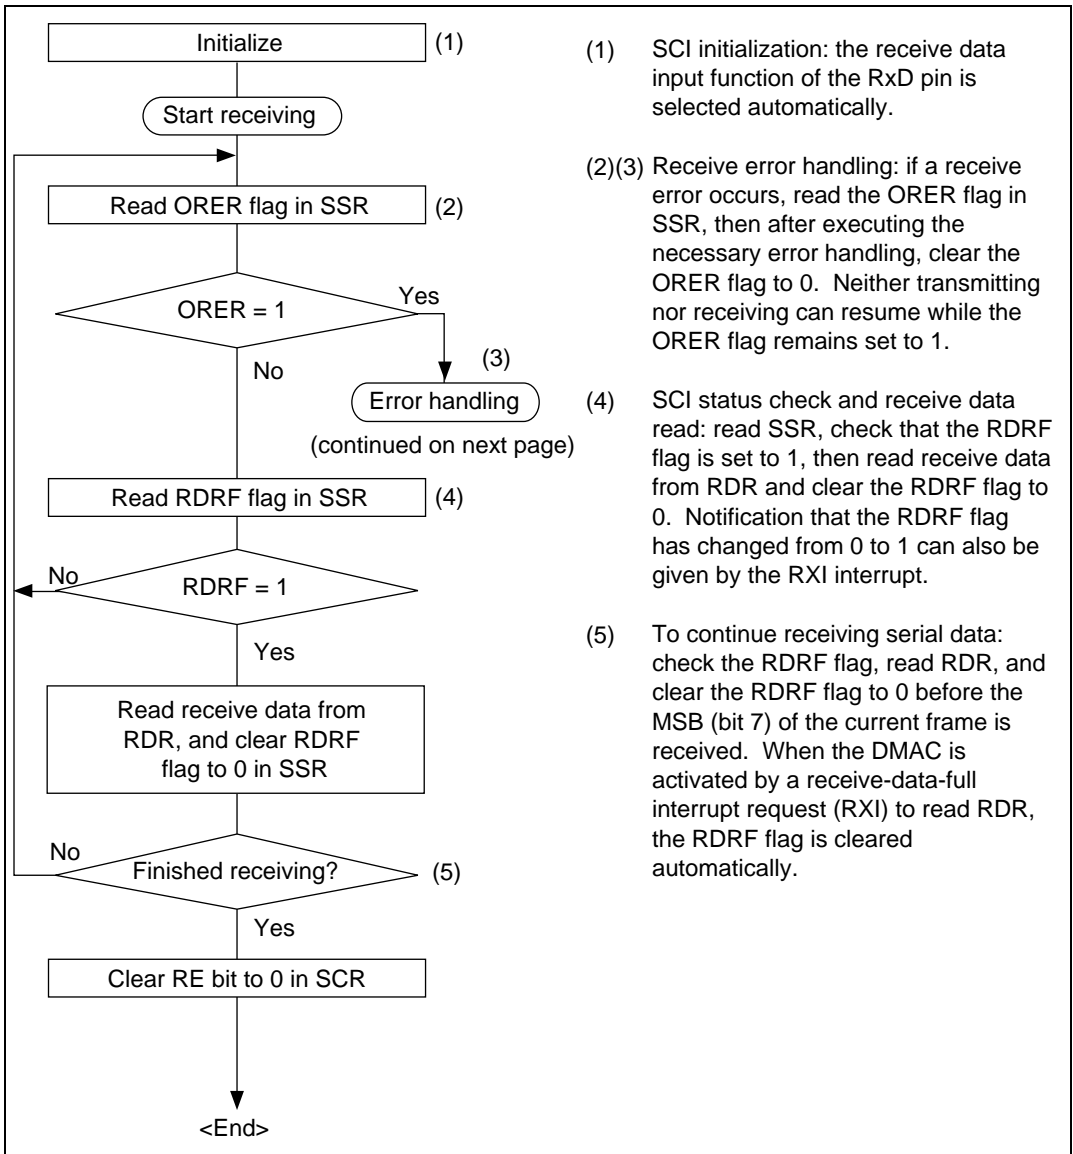 Initialize
(1)
Start receiving
Read ORER flag in SSR
(2)
ORER = 1
Yes
No
(3)
Error handling
(continued on next page)
Read RDRF flag in SSR
(4)
No
RDRF = 1
Yes
Read receive data from
RDR, and clear RDRF
flag to 0 in SSR
No
Finished receiving?
(5)
Yes
Clear RE bit to 0 in SCR
<End>
(1) SCI initialization: the receive data
input function of the RxD pin is
selected automatically.
(2)(3) Receive error handling: if a receive
error occurs, read the ORER flag in
SSR, then after executing the
necessary error handling, clear the
ORER flag to 0. Neither transmitting
nor receiving can resume while the
ORER flag remains set to 1.
(4) SCI status check and receive data
read: read SSR, check that the RDRF
flag is set to 1, then read receive data
from RDR and clear the RDRF flag to
0. Notification that the RDRF flag
has changed from 0 to 1 can also be
given by the RXI interrupt.
(5) To continue receiving serial data:
check the RDRF flag, read RDR, and
clear the RDRF flag to 0 before the
MSB (bit 7) of the current frame is
received. When the DMAC is
activated by a receive-data-full
interrupt request (RXI) to read RDR,
the RDRF flag is cleared
automatically.